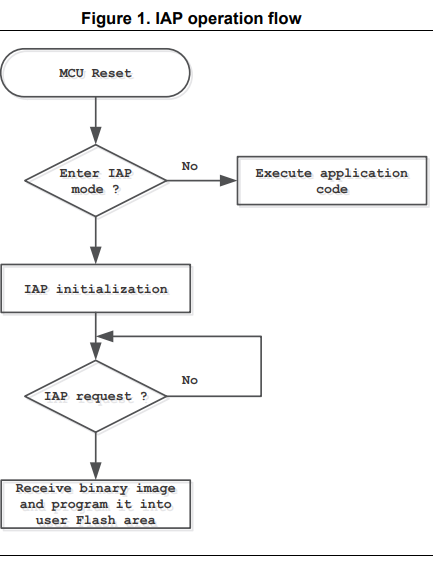 Figure 1. IAP operation flow
MCU Reset
Enter IAP
mode ?
No
Execute application
code
IAP initialization
No
IAP request ?
Receive binary image
and program it into
user Flash area